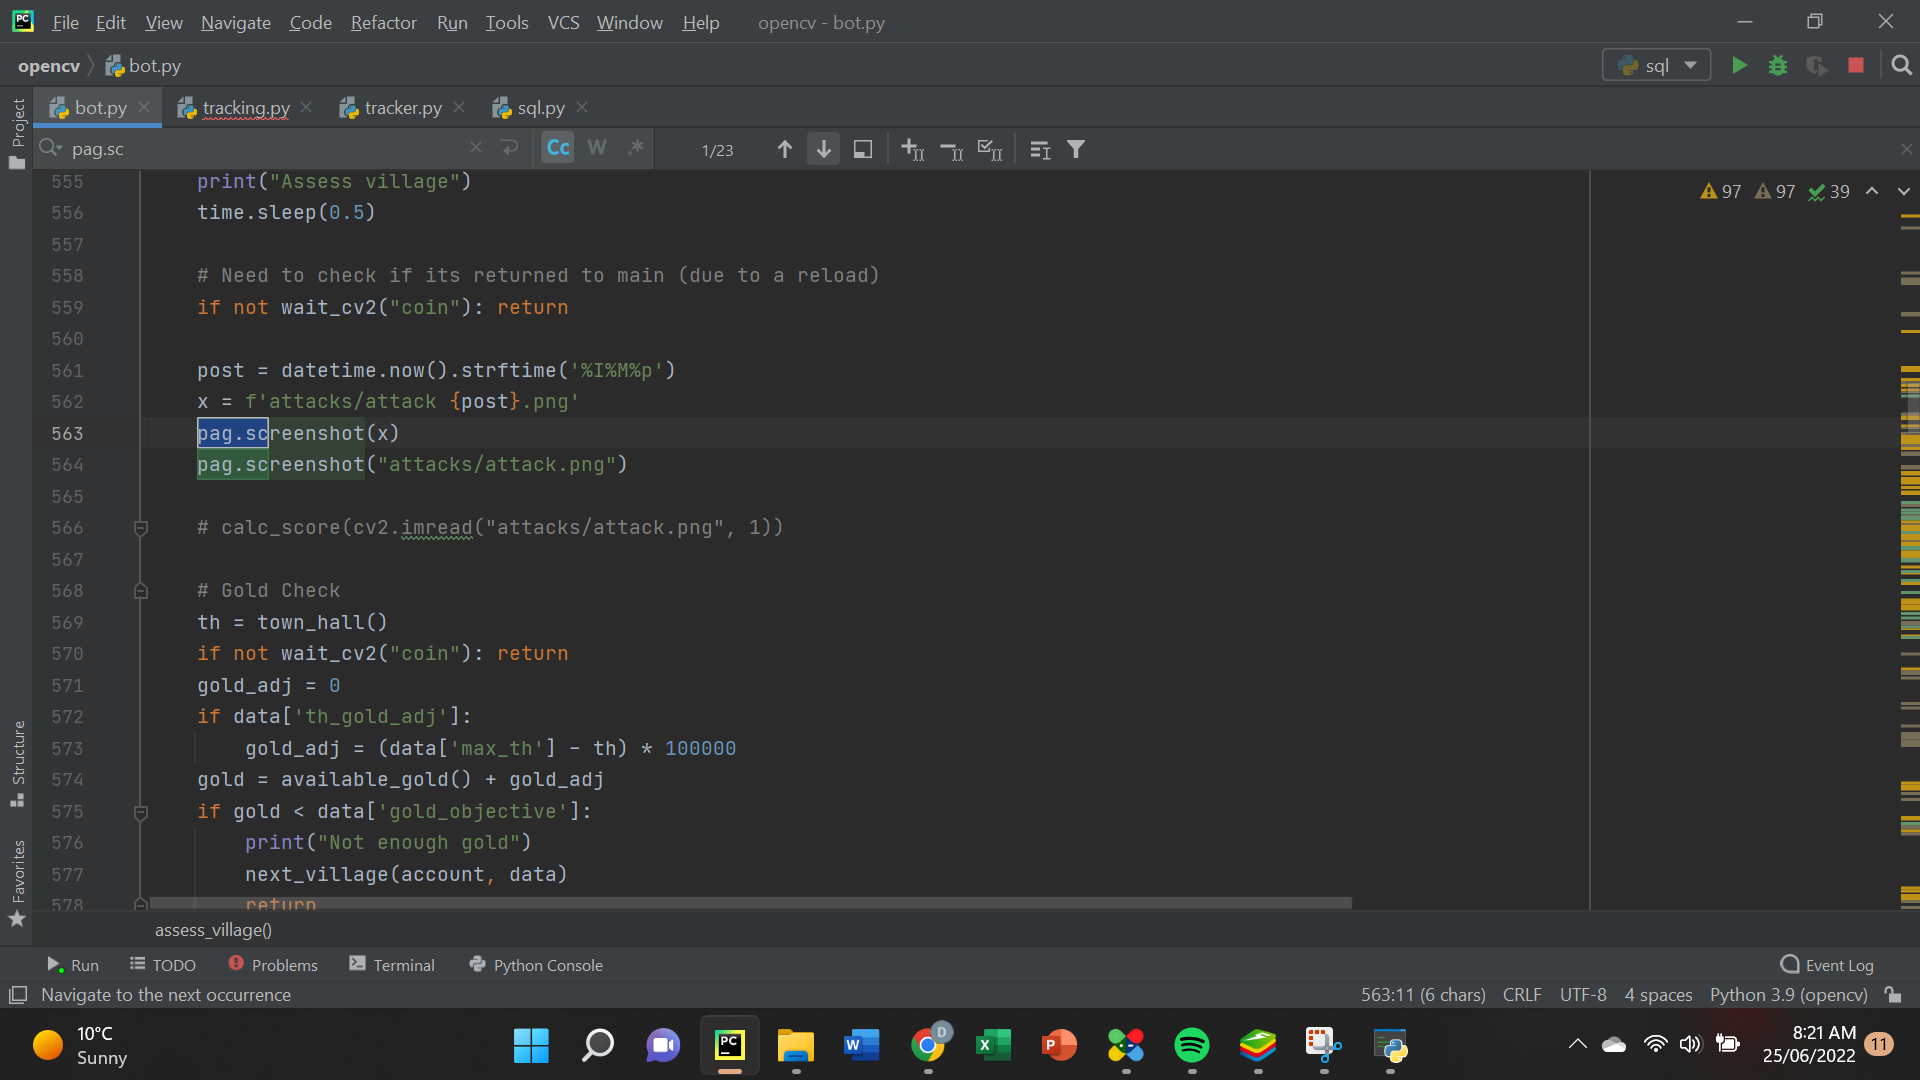 PC File Edit View Navigate Code Refactor Run Tools VCS Window Help opencv - bot.py
opencv bot.py sql
bot.py tracking.py tracker.py sql.py
pag.sc Cc W .* 1/23
Project
97 97 39
555 print("Assess village")
556 time.sleep(0.5)
557
558 # Need to check if its returned to main (due to a reload)
559 if not wait_cv2("coin"): return
560
561 post = datetime.now().strftime('%I%M%p')
562 x = f'attacks/attack {post}.png'
563 pag.screenshot(x)
564 pag.screenshot("attacks/attack.png")
565
566 # calc_score(cv2.imread("attacks/attack.png", 1))
567
568 # Gold Check
569 th = town_hall()
570 if not wait_cv2("coin"): return
571 gold_adj = 0
572 if data['th_gold_adj']:
573 gold_adj = (data['max_th'] - th) * 100000
574 gold = available_gold() + gold_adj
575 if gold < data['gold_objective']:
576 print("Not enough gold")
577 next_village(account, data)
578 return
Structure
Favorites
assess_village()
Run TODO Problems Terminal Python Console Event Log
Navigate to the next occurrence 563:11 (6 chars) CRLF UTF-8 4 spaces Python 3.9 (opencv)
10°C
Sunny
PC W D X P
8:21 AM
25/06/2022
11